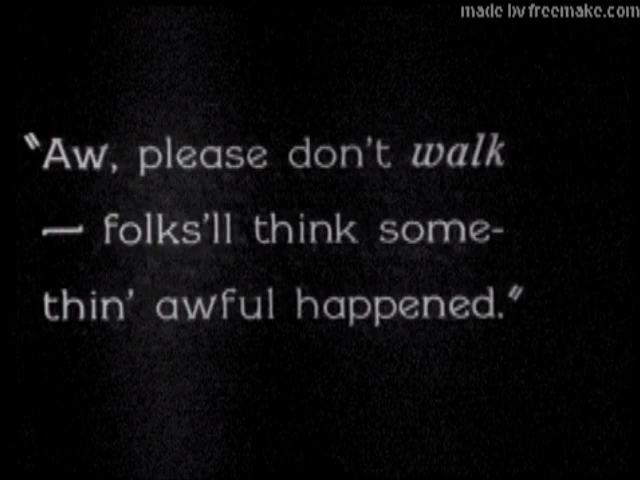 made by freemake.com
"Aw, please don't walk
— folks'll think some-
thin' awful happened."